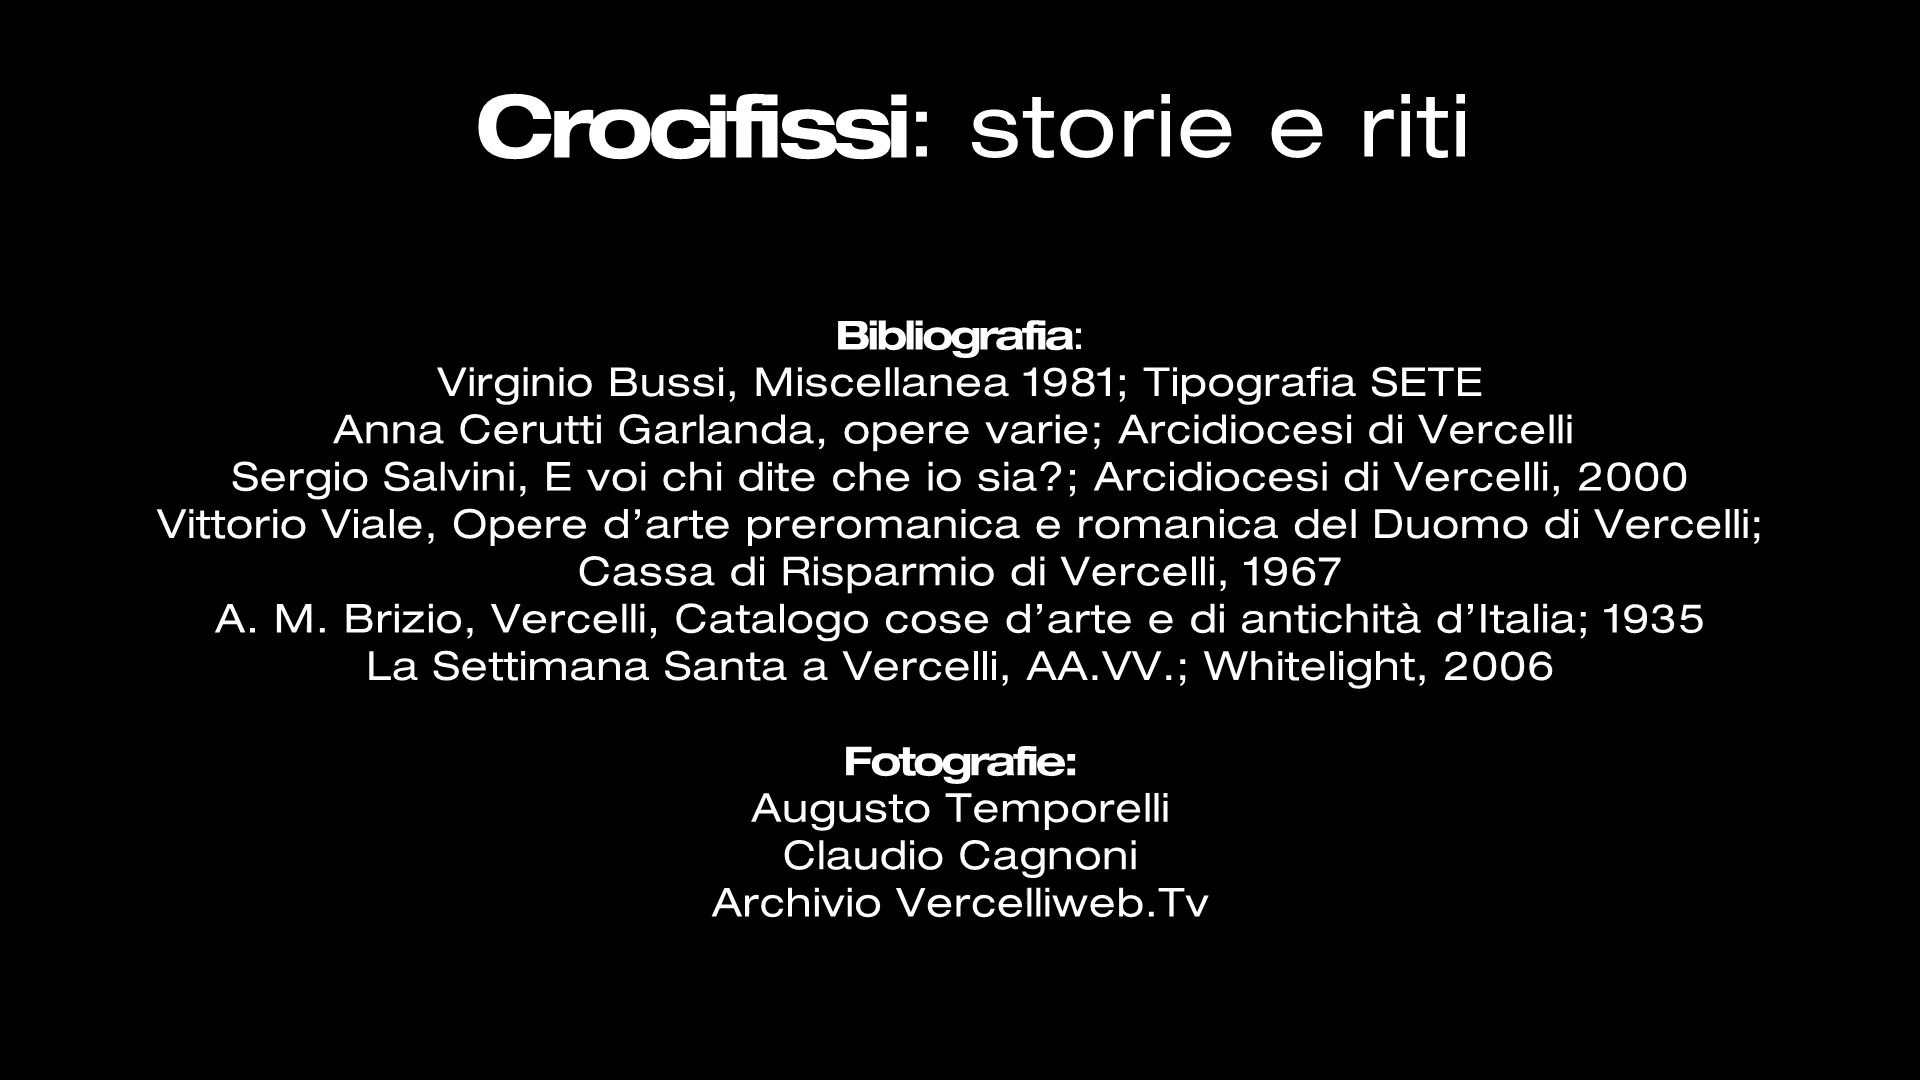 Crocifissi: storie e riti
Bibliografia:
Virginio Bussi, Miscellanea 1981; Tipografia SETE
Anna Cerutti Garlanda, opere varie; Arcidiocesi di Vercelli
Sergio Salvini, E voi chi dite che io sia?; Arcidiocesi di Vercelli, 2000
Vittorio Viale, Opere d’arte preromanica e romanica del Duomo di Vercelli;
Cassa di Risparmio di Vercelli, 1967
A. M. Brizio, Vercelli, Catalogo cose d’arte e di antichità d’Italia; 1935
La Settimana Santa a Vercelli, AA.VV.; Whitelight, 2006
Fotografie:
Augusto Temporelli
Claudio Cagnoni
Archivio Vercelliweb.Tv